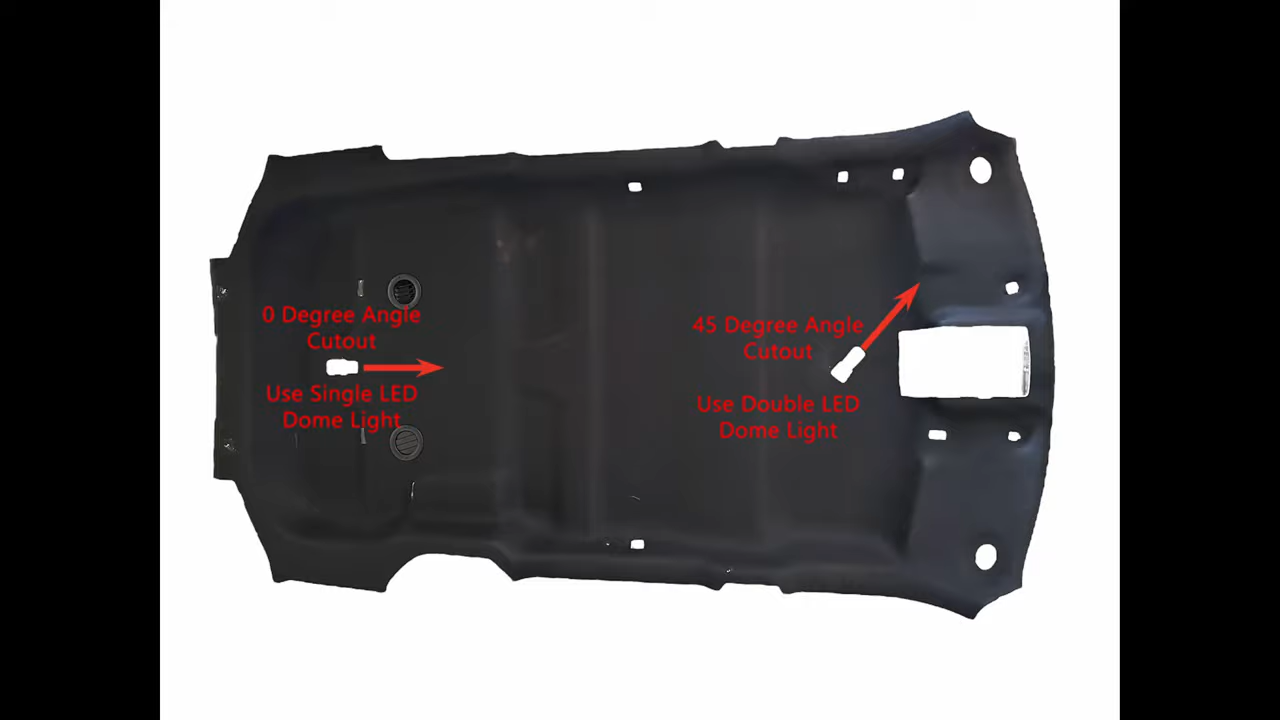 0 Degree Angle
Cutout
Use Single LED
Dome Light
45 Degree Angle
Cutout
Use Double LED
Dome Light